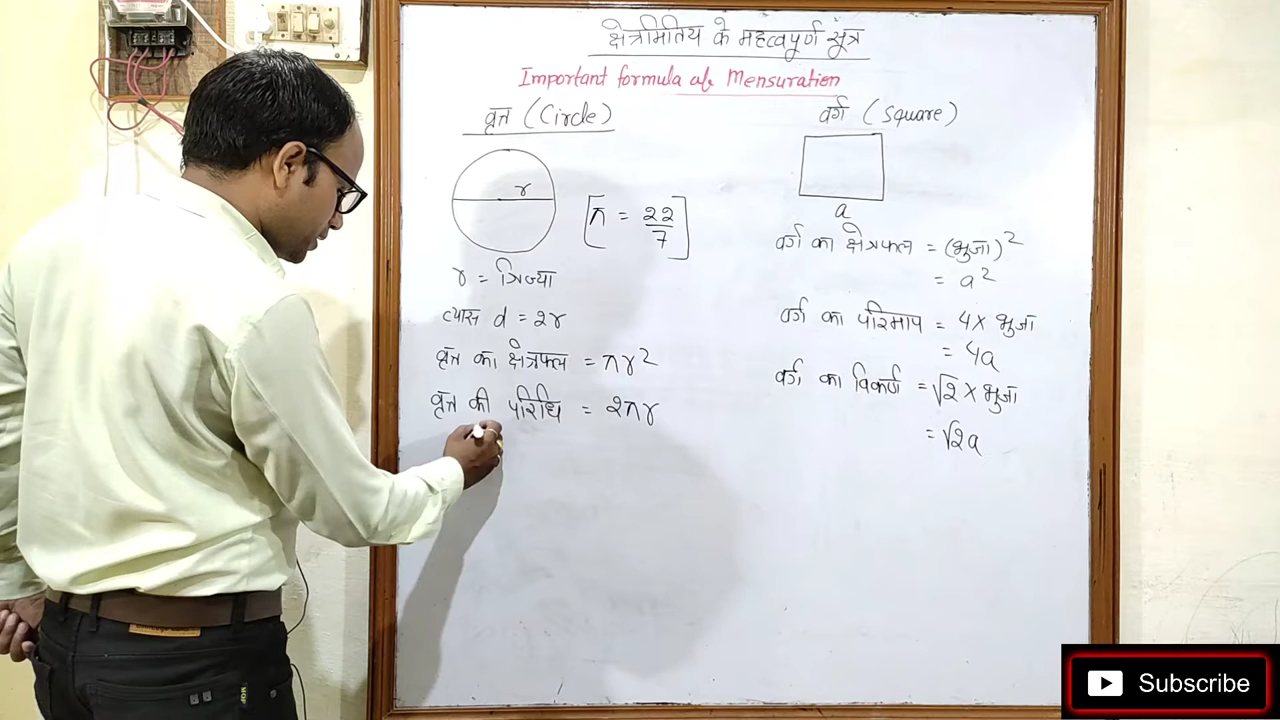 क्षेत्रमितिय के महत्वपूर्ण सूत्र
Important formula of Mensuration
वृत्त (Circle)
r
[π = 22/7]
r = त्रिज्या
व्यास d = 2r
वृत्त का क्षेत्रफल = πr²
वृत्त की परिधि = 2πr
वर्ग (Square)
a
वर्ग का क्षेत्रफल = (भुजा)²
= a²
वर्ग का परिमाप = 4 x भुजा
= 4a
वर्ग का विकर्ण = √2 x भुजा
= √2a
Subscribe